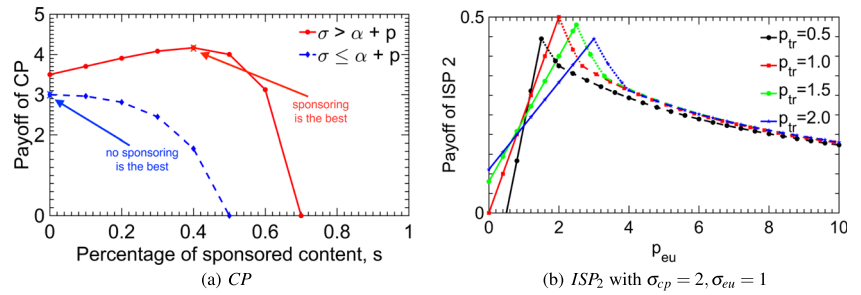 5
4
3
2
1
0
0
0.2
0.4
0.6
0.8
1
Payoff of CP
Percentage of sponsored content, s
σ > α + p
σ ≤ α + p
sponsoring
is the best
no sponsoring
is the best
(a) CP
0.5
0
0
2
4
6
8
10
Payoff of ISP 2
p_eu
p_tr=0.5
p_tr=1.0
p_tr=1.5
p_tr=2.0
(b) ISP₂ with σ_cp = 2, σ_eu = 1